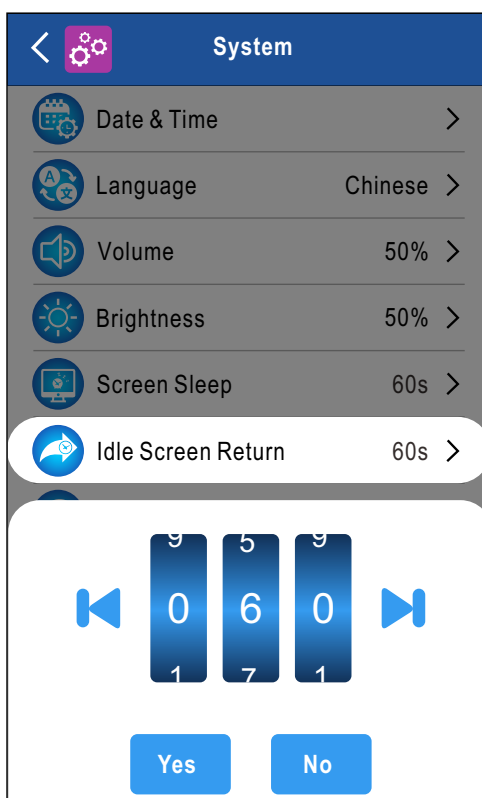 System
Date & Time
Language Chinese
Volume 50%
Brightness 50%
Screen Sleep 60s
Idle Screen Return 60s
9 5 9
0 6 0
1 7 1
Yes No